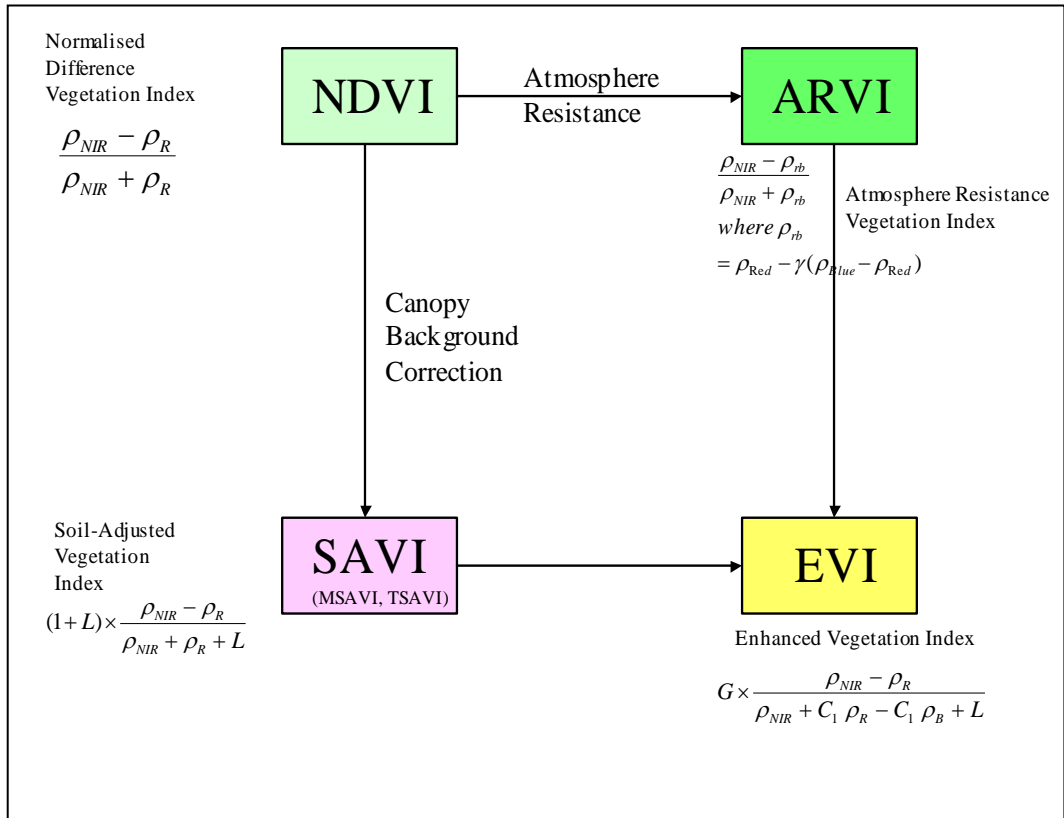 Normalised
Difference
Vegetation Index
ρNIR − ρR
ρNIR + ρR
NDVI
Atmosphere
Resistance
ARVI
ρNIR − ρrb
ρNIR + ρrb
where ρrb
= ρRed − γ(ρBlue − ρRed)
Atmosphere Resistance
Vegetation Index
Canopy
Background
Correction
Soil-Adjusted
Vegetation
Index
(1+L) × ρNIR − ρR
ρNIR + ρR + L
SAVI
(MSAVI, TSAVI)
EVI
Enhanced Vegetation Index
G × ρNIR − ρR
ρNIR + C1 ρR − C1 ρB + L